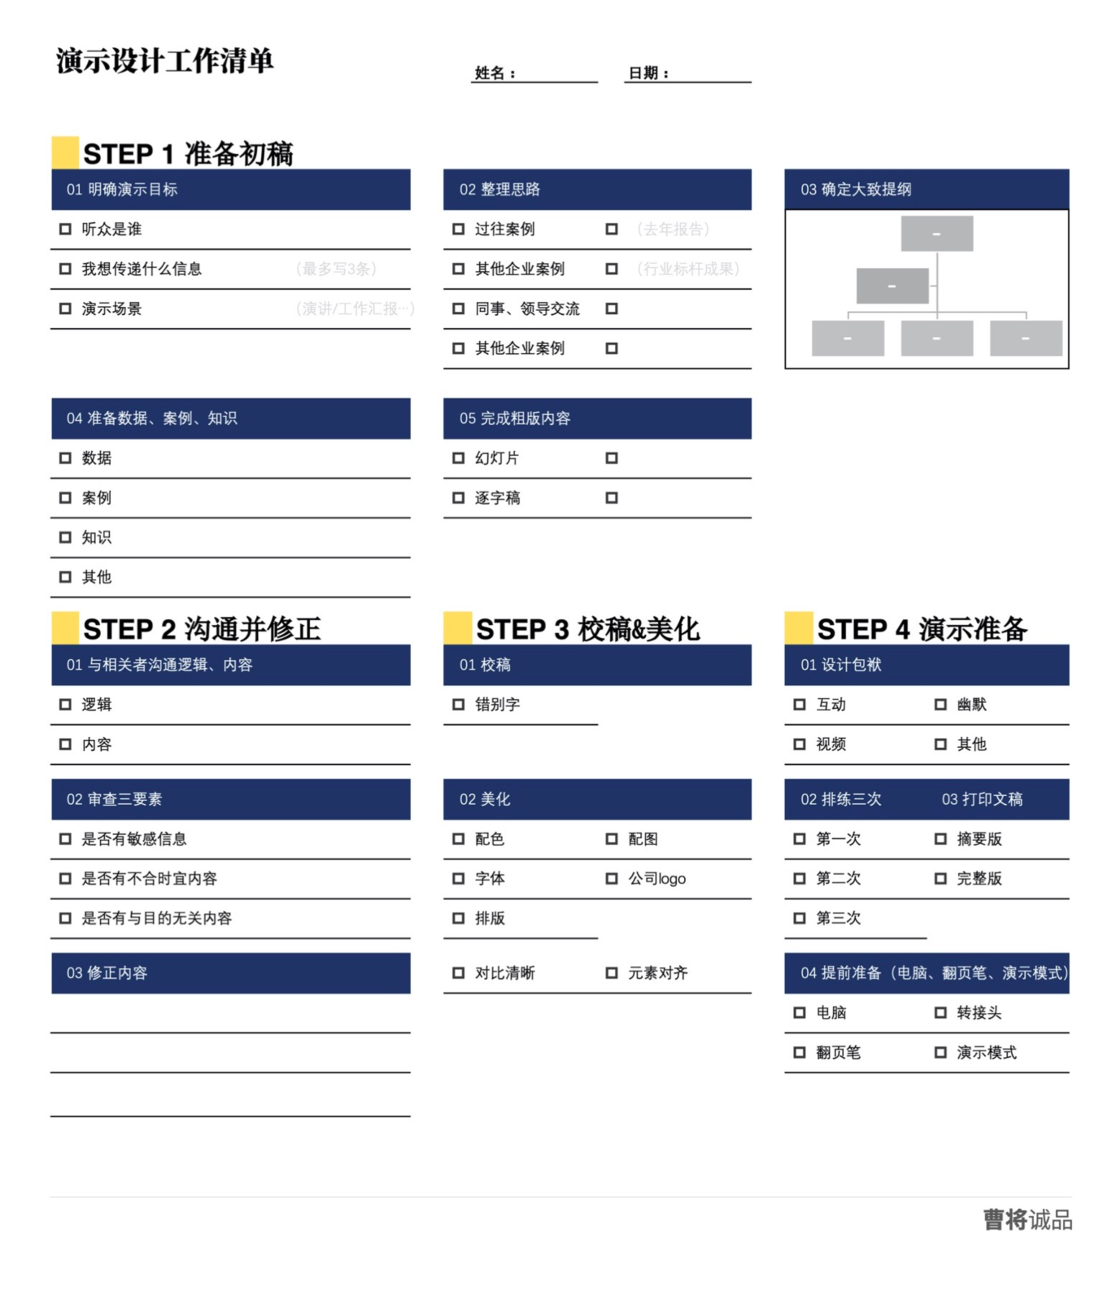 演示设计工作清单
姓名：
日期：
STEP 1 准备初稿
01 明确演示目标
听众是谁
我想传递什么信息 （最多写3条）
演示场景 （演讲/工作汇报…）
02 整理思路
过往案例 （去年报告）
其他企业案例 （行业标杆成果）
同事、领导交流
其他企业案例
03 确定大致提纲
04 准备数据、案例、知识
数据
案例
知识
其他
05 完成粗版内容
幻灯片
逐字稿
STEP 2 沟通并修正
01 与相关者沟通逻辑、内容
逻辑
内容
02 审查三要素
是否有敏感信息
是否有不合时宜内容
是否有与目的无关内容
03 修正内容
STEP 3 校稿&美化
01 校稿
错别字
02 美化
配色 配图
字体 公司logo
排版
对比清晰 元素对齐
STEP 4 演示准备
01 设计包袱
互动 幽默
视频 其他
02 排练三次 03 打印文稿
第一次 摘要版
第二次 完整版
第三次
04 提前准备（电脑、翻页笔、演示模式）
电脑 转接头
翻页笔 演示模式
曹将诚品